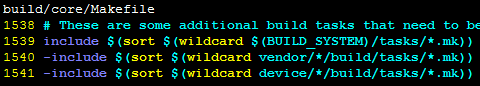 build/core/Makefile
1538 # These are some additional build tasks that need to be
1539 include $(sort $(wildcard $(BUILD_SYSTEM)/tasks/*.mk))
1540 -include $(sort $(wildcard vendor/*/build/tasks/*.mk))
1541 -include $(sort $(wildcard device/*/build/tasks/*.mk))